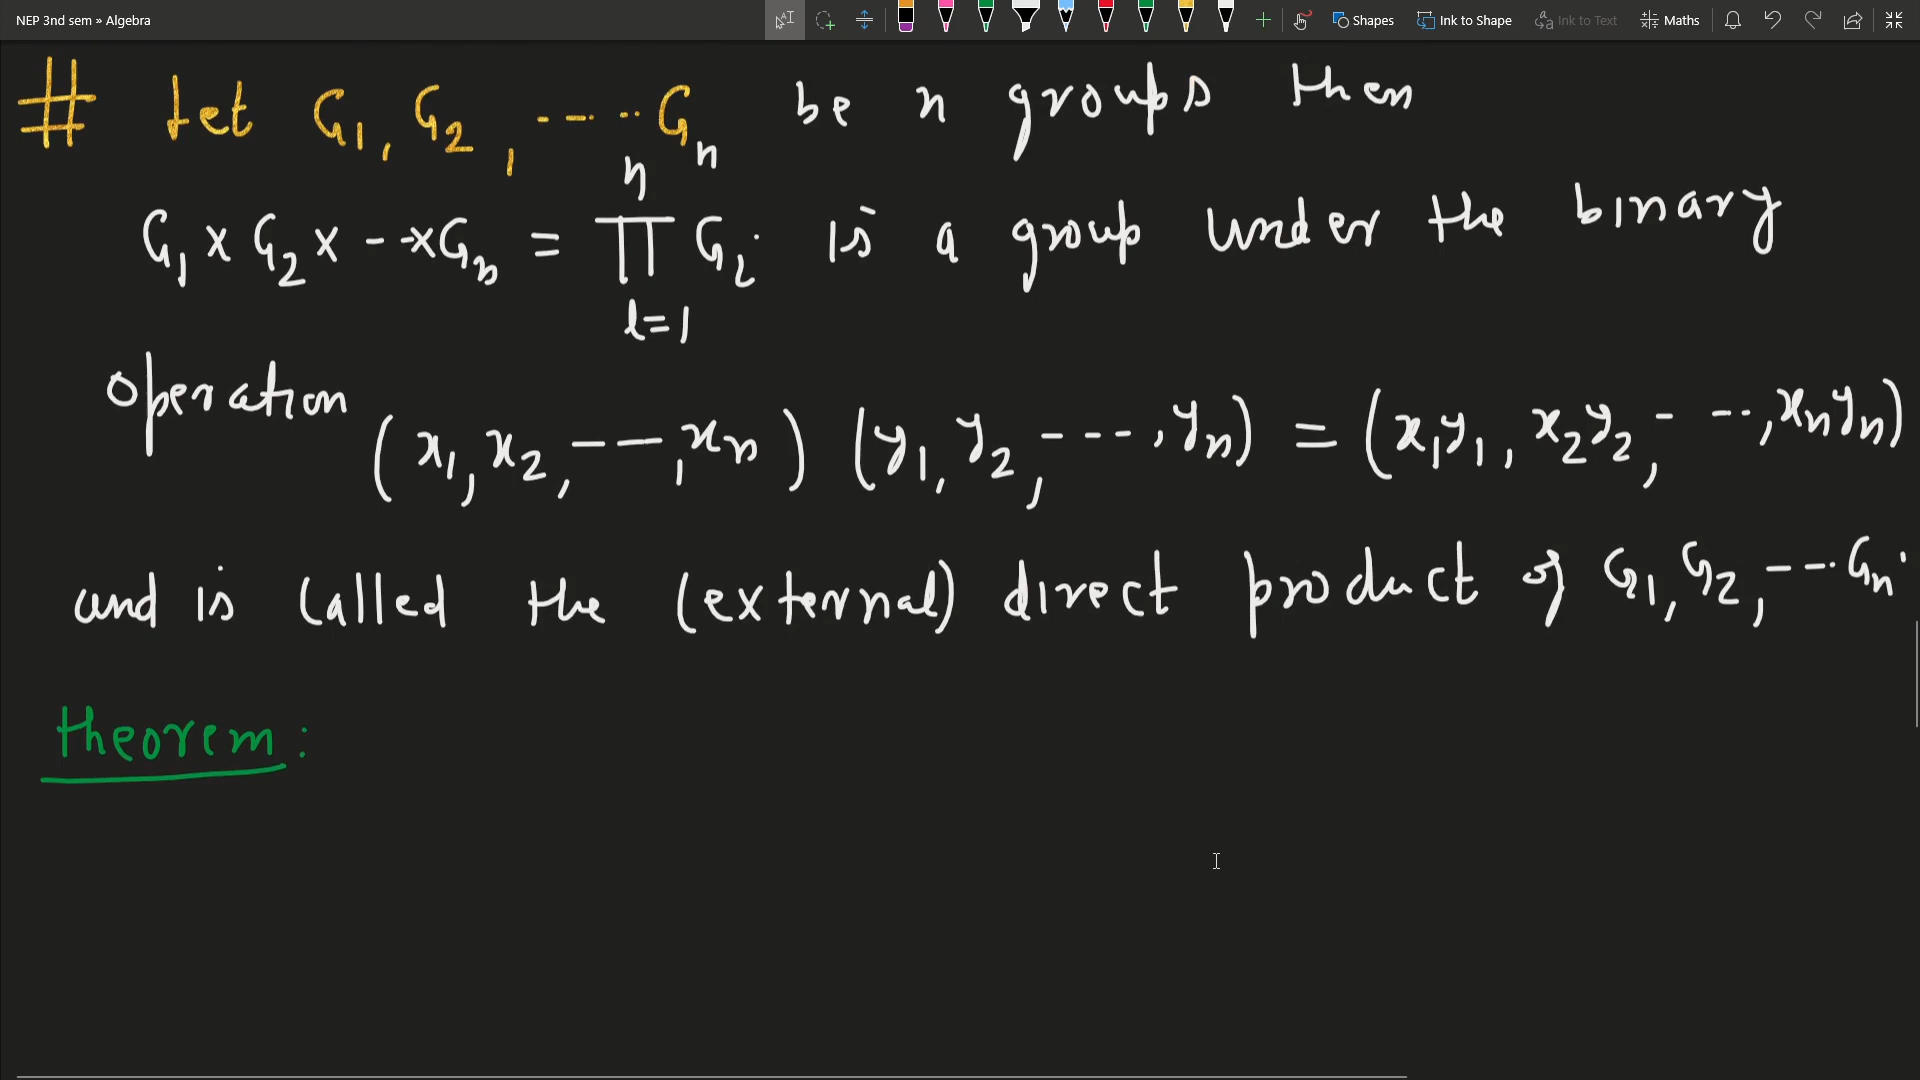 NEP 3nd sem » Algebra Shapes Ink to Shape Ink to Text Maths
# Let G₁, G₂, ----- Gₙ be n groups then
G₁ × G₂ × --×Gₙ = ∏ⁿᵢ₌₁ Gᵢ is a group under the binary
operation (x₁, x₂, ---, xₙ) (y₁, y₂, ----, yₙ) = (x₁y₁, x₂y₂, ----, xₙyₙ)
and is called the (external) direct product of G₁, G₂, --- Gₙ.
theorem: